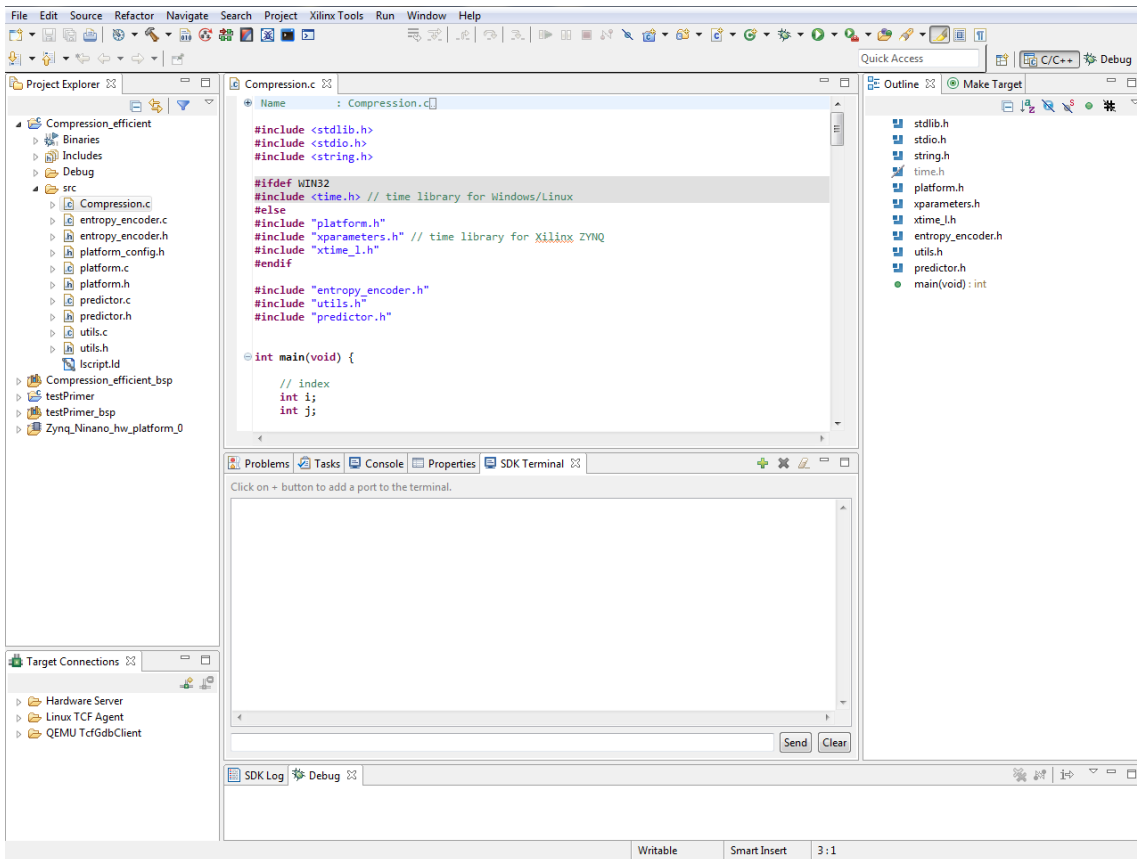 File Edit Source Refactor Navigate Search Project Xilinx Tools Run Window Help
Quick Access
C/C++
Debug
Project Explorer
Compression_efficient
Binaries
Includes
Debug
src
Compression.c
entropy_encoder.c
entropy_encoder.h
platform_config.h
platform.c
platform.h
predictor.c
predictor.h
utils.c
utils.h
lscript.ld
Compression_efficient_bsp
testPrimer
testPrimer_bsp
Zynq_Ninano_hw_platform_0
Target Connections
Hardware Server
Linux TCF Agent
QEMU TcfGdbClient
Compression.c
Name : Compression.c
#include <stdlib.h>
#include <stdio.h>
#include <string.h>
#ifdef WIN32
#include <time.h> // time library for Windows/Linux
#else
#include "platform.h"
#include "xparameters.h" // time library for Xilinx ZYNQ
#include "xtime_l.h"
#endif
#include "entropy_encoder.h"
#include "utils.h"
#include "predictor.h"
int main(void) {
// index
int i;
int j;
Problems Tasks Console Properties SDK Terminal
Click on + button to add a port to the terminal.
Send Clear
SDK Log Debug
Outline Make Target
stdlib.h
stdio.h
string.h
time.h
platform.h
xparameters.h
xtime_l.h
entropy_encoder.h
utils.h
predictor.h
main(void) : int
Writable Smart Insert 3 : 1